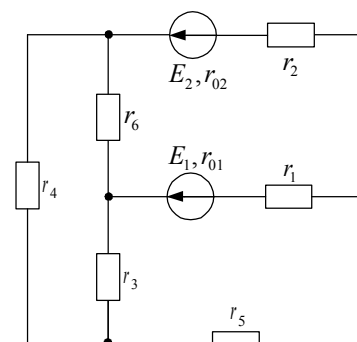 E₂, r₀₂
r₂
r₆
r₄
E₁, r₀₁
r₁
r₃
r₅